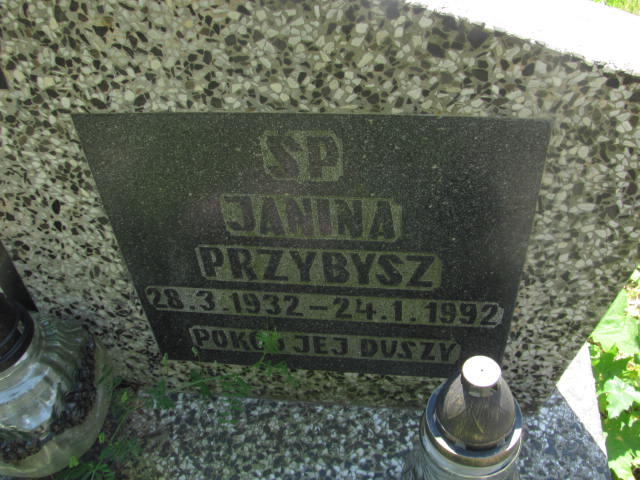 SP
JANINA
PRZYBYSZ
28.3.1932 – 24.1.1992
POKÓJ JEJ DUSZY